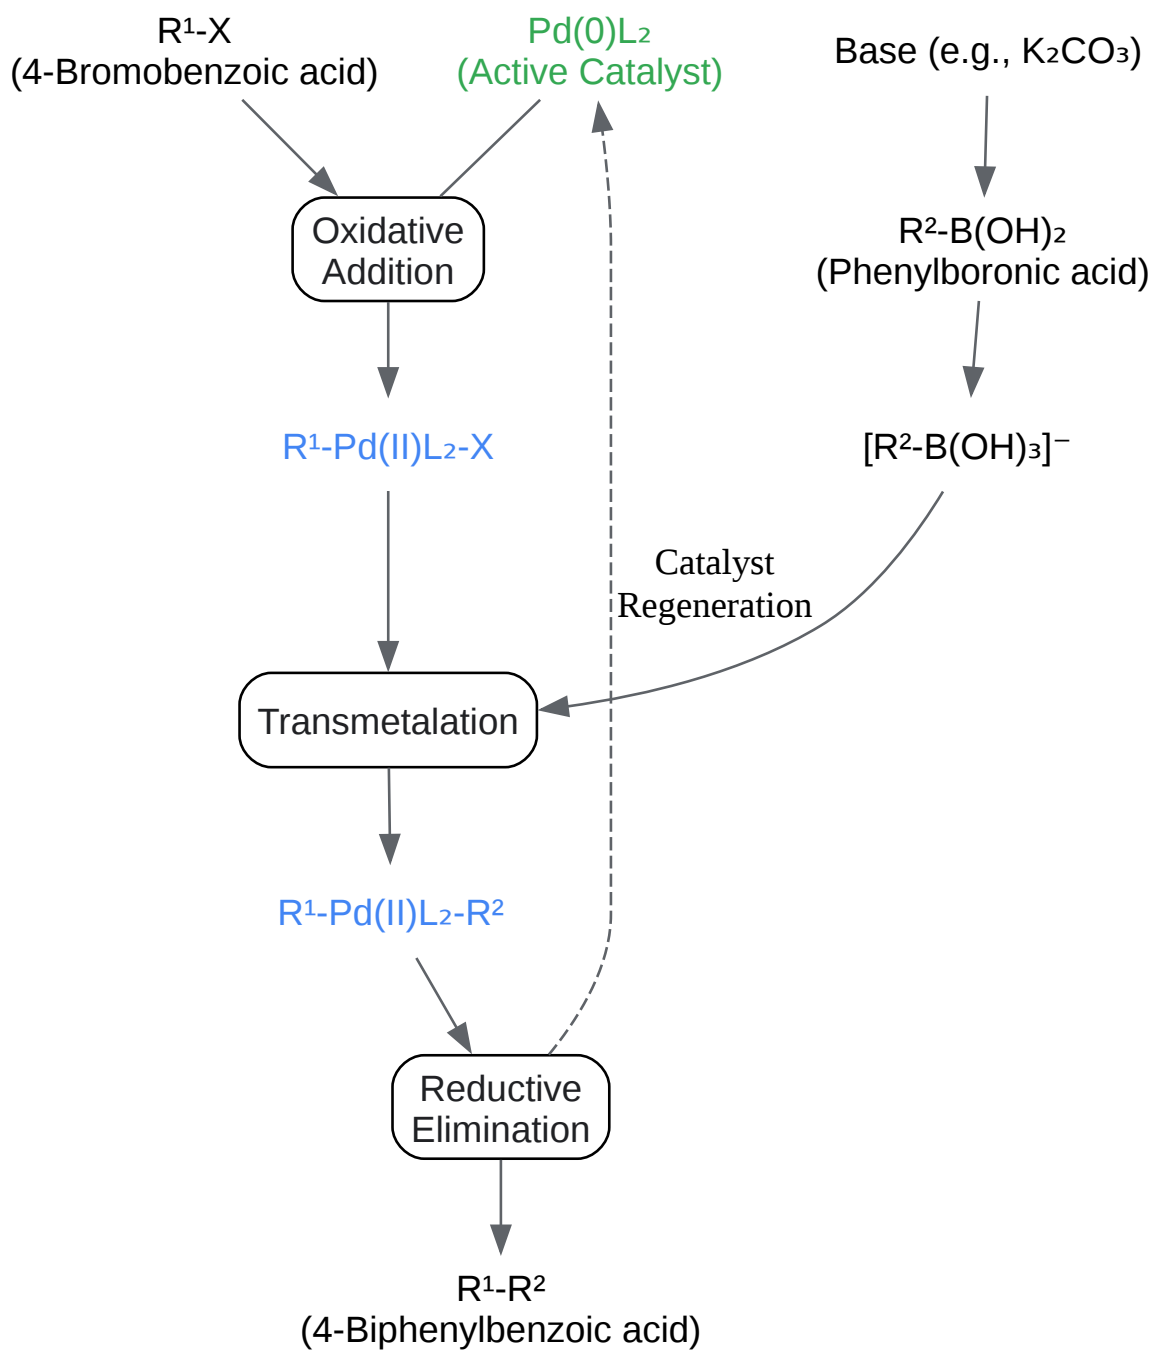 R¹-X
(4-Bromobenzoic acid)
Pd(0)L₂
(Active Catalyst)
Base (e.g., K₂CO₃)
Oxidative
Addition
R²-B(OH)₂
(Phenylboronic acid)
R¹-Pd(II)L₂-X
[R²-B(OH)₃]⁻
Catalyst
Regeneration
Transmetalation
R¹-Pd(II)L₂-R²
Reductive
Elimination
R¹-R²
(4-Biphenylbenzoic acid)